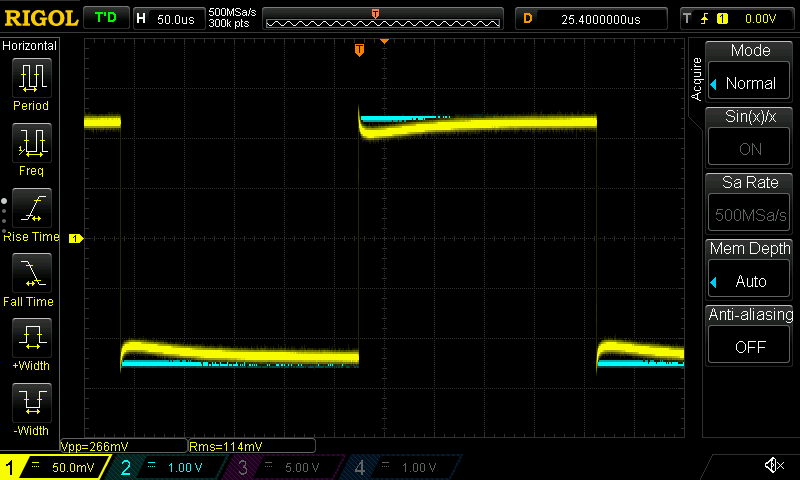 RIGOL T'D H 50.0us 500MSa/s 300k pts T D 25.4000000us T 1 0.00V
Horizontal
Period
Freq
Rise Time
Fall Time
+Width
-Width
T
1
Acquire
Mode
Normal
Sin(x)/x
ON
Sa Rate
500MSa/s
Mem Depth
Auto
Anti-aliasing
OFF
Vpp=266mV Rms=114mV
1 50.0mV 2 1.00 V 3 5.00 V 4 1.00 V